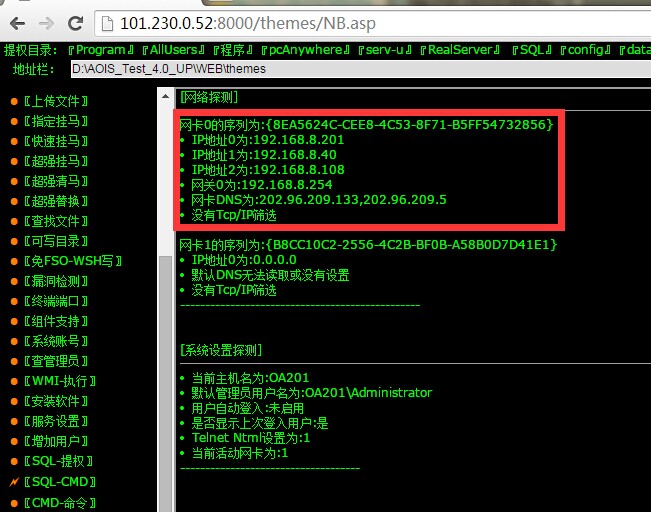 101.230.0.52:8000/themes/NB.asp
提权目录: 『Program』 『AllUsers』 『程序』 『pcAnywhere』 『serv-u』 『RealServer』 『SQL』 『config』 『data
地址栏: D:\AOIS_Test_4.0_UP\WEB\themes
〖上传文件〗
〖指定挂马〗
〖快速挂马〗
〖超强挂马〗
〖超强清马〗
〖超强替换〗
〖查找文件〗
〖可写目录〗
〖免FSO-WSH写〗
〖漏洞检测〗
〖终端端口〗
〖组件支持〗
〖系统账号〗
〖查管理员〗
〖WMI-执行〗
〖安装软件〗
〖服务设置〗
〖增加用户〗
〖SQL-提权〗
〖SQL-CMD〗
〖CMD-命令〗
[网络探测]
网卡0的序列为:{8EA5624C-CEE8-4C53-8F71-B5FF54732856}
• IP地址0为:192.168.8.201
• IP地址1为:192.168.8.40
• IP地址2为:192.168.8.108
• 网关0为:192.168.8.254
• 网卡DNS为:202.96.209.133,202.96.209.5
• 没有Tcp/IP筛选
网卡1的序列为:{B8CC10C2-2556-4C2B-BF0B-A58B0D7D41E1}
• IP地址0为:0.0.0.0
• 默认DNS无法读取或没有设置
• 没有Tcp/IP筛选
------------------------------------------------
[系统设置探测]
• 当前主机名为:OA201
• 默认管理员用户名为:OA201\Administrator
• 用户自动登入:未启用
• 是否显示上次登入用户:是
• Telnet Ntml设置为:1
• 当前活动网卡为:1
------------------------------------